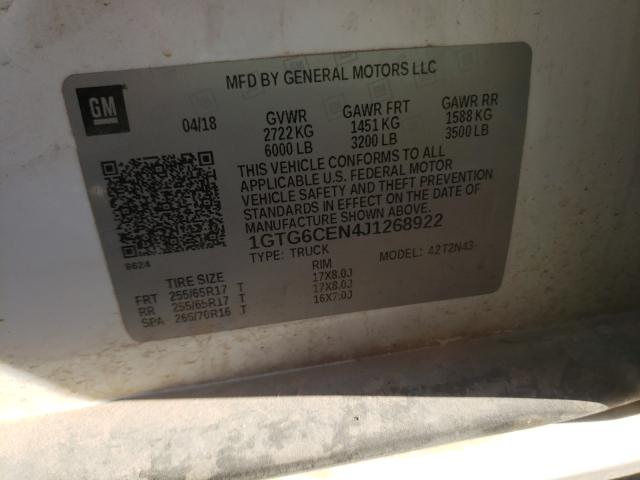 MFD BY GENERAL MOTORS LLC
GM
04/18
GVWR GAWR FRT GAWR RR
2722 KG 1451 KG 1588 KG
6000 LB 3200 LB 3500 LB
THIS VEHICLE CONFORMS TO ALL
APPLICABLE U.S. FEDERAL MOTOR
VEHICLE SAFETY AND THEFT PREVENTION
STANDARDS IN EFFECT ON THE DATE OF
MANUFACTURE SHOWN ABOVE.
1GTG6CEN4J1268922
TYPE: TRUCK MODEL: 42T2N43
8624
TIRE SIZE RIM
FRT 255/65R17 T 17X8.0J
RR 255/65R17 T 17X8.0J
SPA 265/70R16 T 16X7.0J